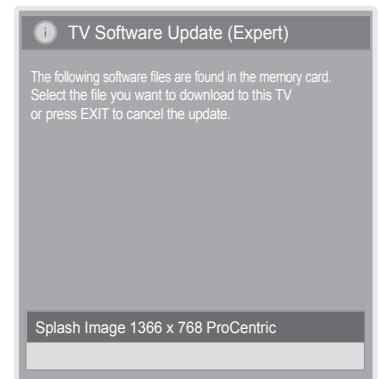 TV Software Update (Expert)
The following software files are found in the memory card.
Select the file you want to download to this TV
or press EXIT to cancel the update.
Splash Image 1366 x 768 ProCentric